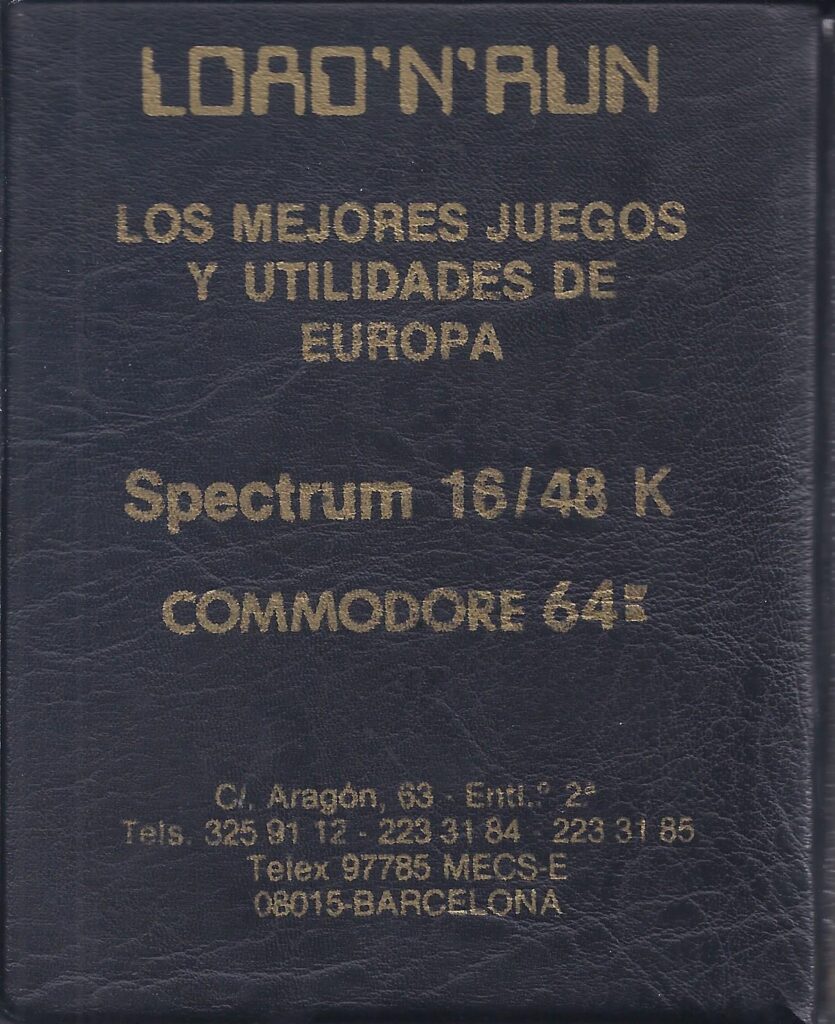 LOAD'N'RUN
LOS MEJORES JUEGOS
Y UTILIDADES DE
EUROPA
Spectrum 16/48 K
COMMODORE 64
C/. Aragón, 63 - Entl.º 2ª
Tels. 325 91 12 - 223 31 84 - 223 31 85
Telex 97785 MECS-E
08015-BARCELONA